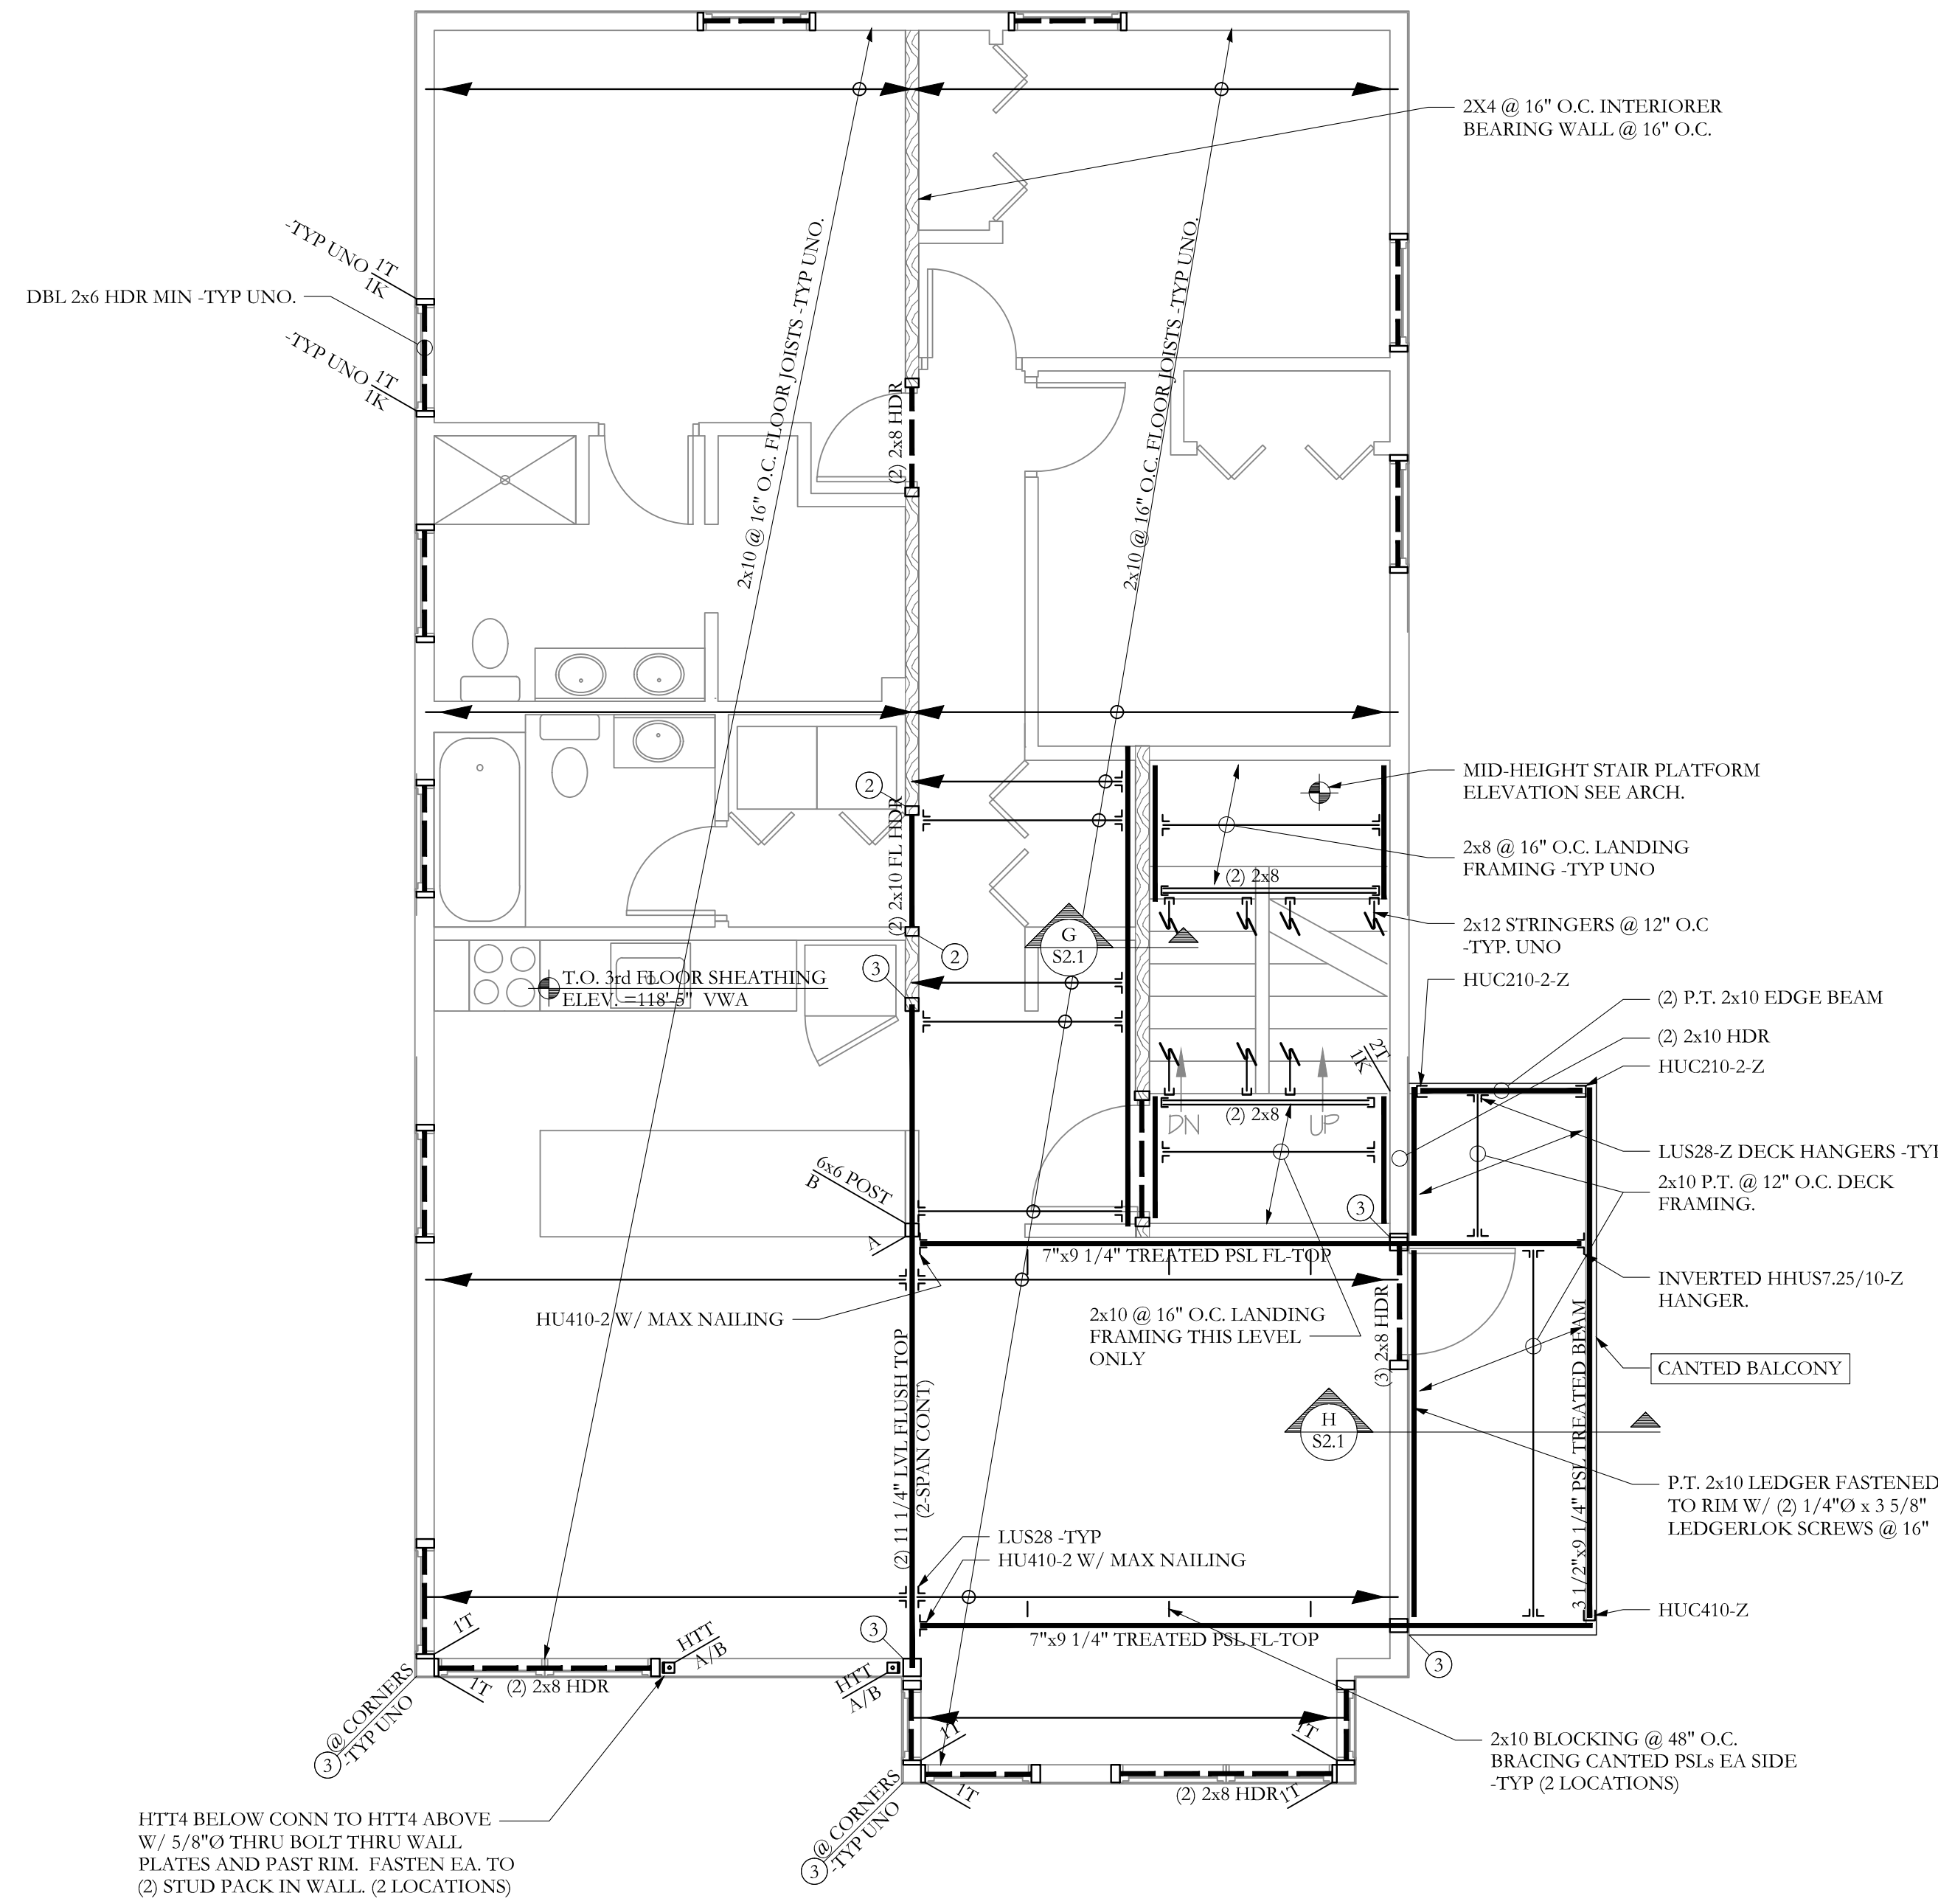 2X4 @ 16" O.C. INTERIORER
BEARING WALL @ 16" O.C.
-TYP UNO 1T
1K
DBL 2x6 HDR MIN -TYP UNO.
-TYP UNO 1T
1K
2x10 @ 16" O.C. FLOOR JOISTS -TYP UNO.
2x10 @ 16" O.C. FLOOR JOISTS -TYP UNO.
(2) 2x8 HDR
MID-HEIGHT STAIR PLATFORM
ELEVATION SEE ARCH.
2
(2) 2x10 FL HDR
2x8 @ 16" O.C. LANDING
FRAMING -TYP UNO
(2) 2x8
2x12 STRINGERS @ 12" O.C
-TYP. UNO
G
S2.1
2
3
T.O. 3rd FLOOR SHEATHING
ELEV. =118'-5" VWA
HUC210-2-Z
(2) P.T. 2x10 EDGE BEAM
(2) 2x10 HDR
HUC210-2-Z
2T
1K
(2) 2x8
DN
UP
LUS28-Z DECK HANGERS -TYP
2x10 P.T. @ 12" O.C. DECK
FRAMING.
6x6 POST
B
A
3
7"x9 1/4" TREATED PSL FL-TOP
INVERTED HHUS7.25/10-Z
HANGER.
HU410-2 W/ MAX NAILING
2x10 @ 16" O.C. LANDING
FRAMING THIS LEVEL
ONLY
(3) 2x8 HDR
CANTED BALCONY
(2) 11 1/4" LVL FLUSH TOP
(2-SPAN CONT)
H
S2.1
3 1/2"x9 1/4" PSL TREATED BEAM
P.T. 2x10 LEDGER FASTENED
TO RIM W/ (2) 1/4"Ø x 3 5/8"
LEDGERLOK SCREWS @ 16"
LUS28 -TYP
HU410-2 W/ MAX NAILING
HUC410-Z
7"x9 1/4" TREATED PSL FL-TOP
3
3
1T
HTT
A/B
HTT
A/B
1T
(2) 2x8 HDR
@ CORNERS
3 -TYP UNO
1T
1T
2x10 BLOCKING @ 48" O.C.
BRACING CANTED PSLs EA SIDE
-TYP (2 LOCATIONS)
1T
(2) 2x8 HDR
1T
@ CORNERS
3 -TYP UNO
HTT4 BELOW CONN TO HTT4 ABOVE
W/ 5/8"Ø THRU BOLT THRU WALL
PLATES AND PAST RIM. FASTEN EA. TO
(2) STUD PACK IN WALL. (2 LOCATIONS)